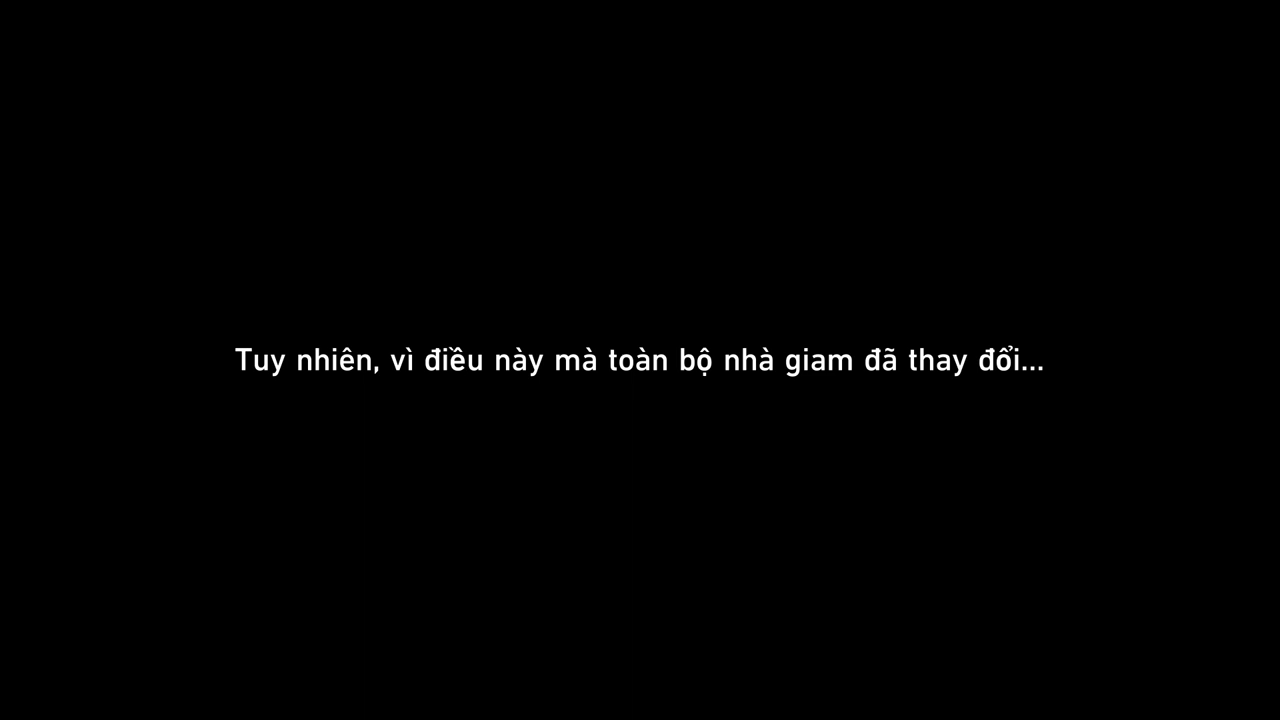 Tuy nhiên, vì điều này mà toàn bộ nhà giam đã thay đổi...